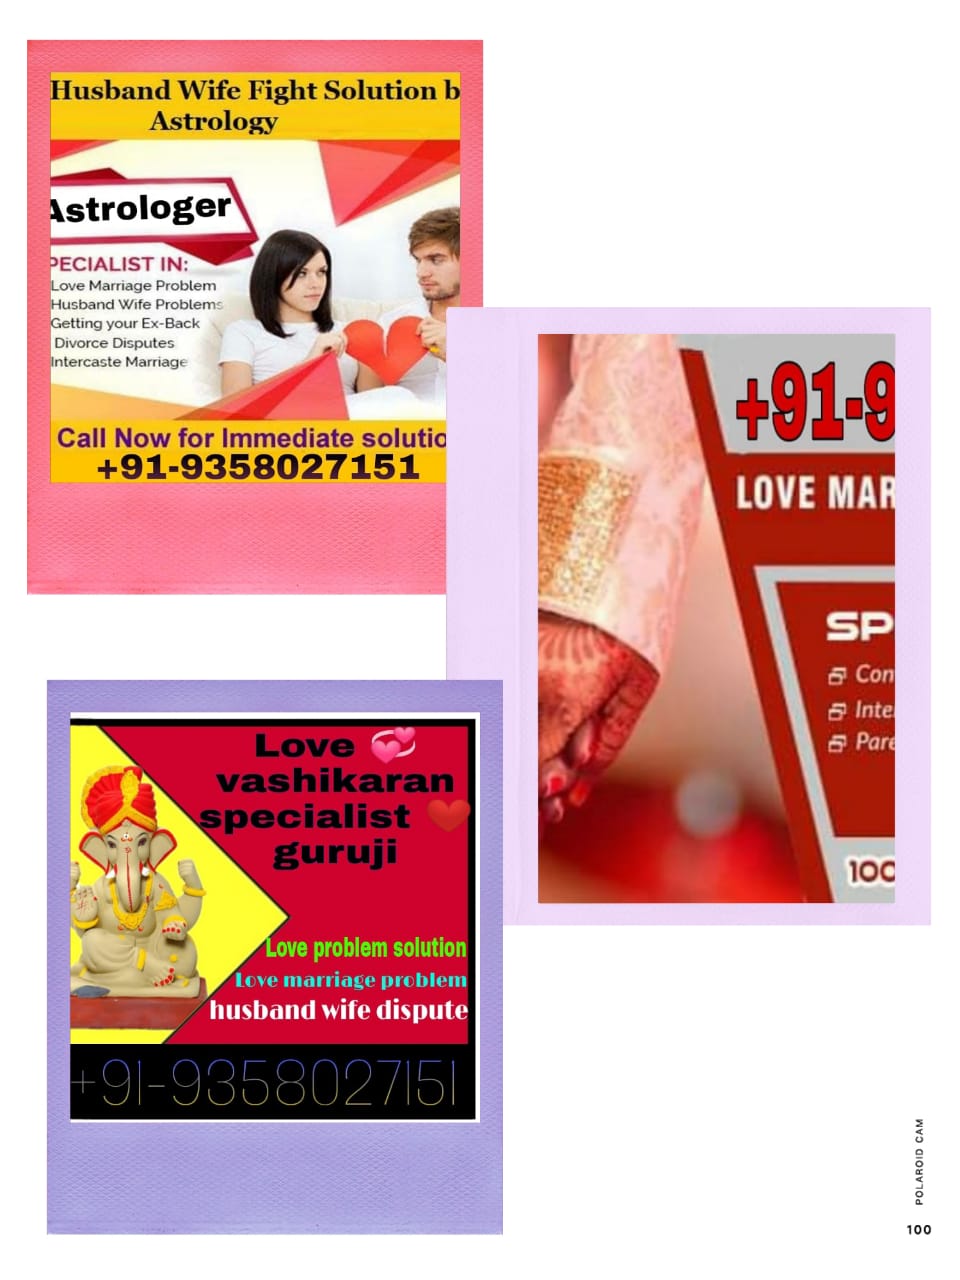 Husband Wife Fight Solution b
Astrology
Astrologer
PECIALIST IN:
Love Marriage Problem
Husband Wife Problems
Getting your Ex-Back
Divorce Disputes
Intercaste Marriage
Call Now for Immediate solutio
+91-9358027151
+91-9
LOVE MAR
SP
Con
Inte
Pare
100
Love 💞
vashikaran
specialist ❤️
guruji
Love problem solution
Love marriage problem
husband wife dispute
+91-9358027151
POLAROID CAM
100